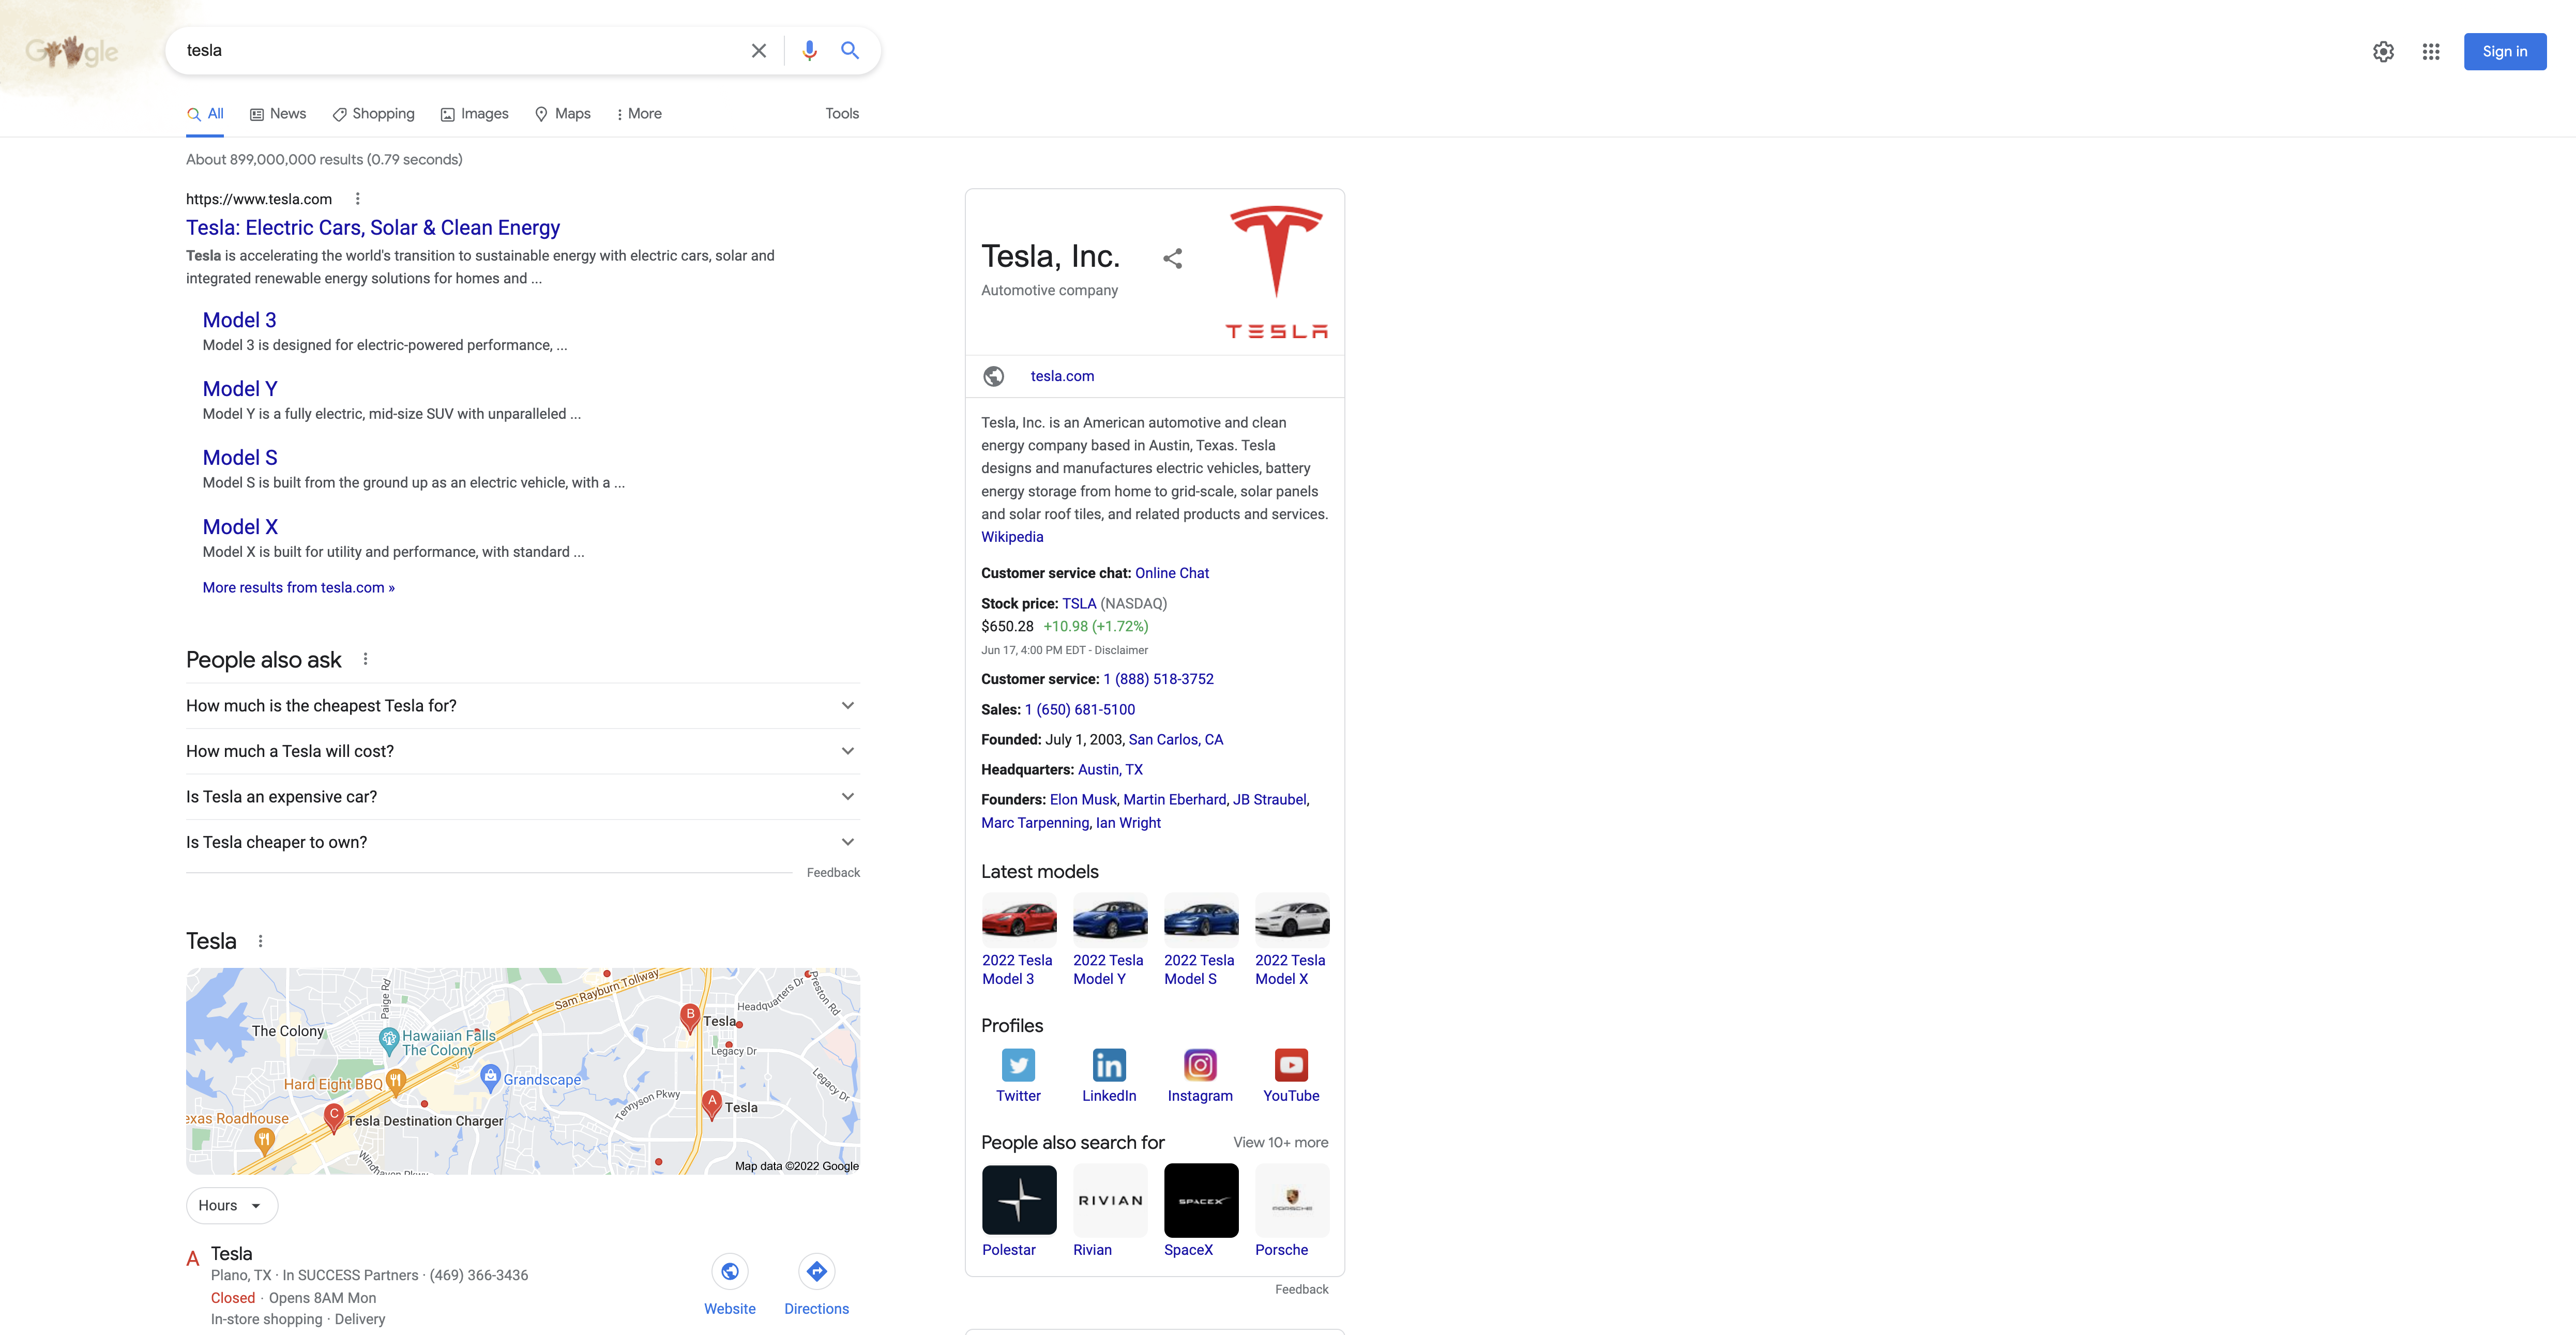 Google
tesla
Sign in
All
News
Shopping
Images
Maps
More
Tools
About 899,000,000 results (0.79 seconds)
https://www.tesla.com
Tesla: Electric Cars, Solar & Clean Energy
Tesla is accelerating the world's transition to sustainable energy with electric cars, solar and
integrated renewable energy solutions for homes and ...
Model 3
Model 3 is designed for electric-powered performance, ...
Model Y
Model Y is a fully electric, mid-size SUV with unparalleled ...
Model S
Model S is built from the ground up as an electric vehicle, with a ...
Model X
Model X is built for utility and performance, with standard ...
More results from tesla.com »
People also ask
How much is the cheapest Tesla for?
How much a Tesla will cost?
Is Tesla an expensive car?
Is Tesla cheaper to own?
Feedback
Tesla
Sam Rayburn Tollway
Paige Rd
Headquarters Dr
Preston Rd
The Colony
B
Tesla
Hawaiian Falls
The Colony
Legacy Dr
Hard Eight BBQ
Grandscape
Legacy Dr
Tennyson Pkwy
A
Tesla
exas Roadhouse
C
Tesla Destination Charger
Windhaven Pkwy
Map data ©2022 Google
Hours
A
Tesla
Plano, TX · In SUCCESS Partners · (469) 366-3436
Closed · Opens 8AM Mon
In-store shopping · Delivery
Website
Directions
Tesla, Inc.
Automotive company
TESLA
tesla.com
Tesla, Inc. is an American automotive and clean
energy company based in Austin, Texas. Tesla
designs and manufactures electric vehicles, battery
energy storage from home to grid-scale, solar panels
and solar roof tiles, and related products and services.
Wikipedia
Customer service chat: Online Chat
Stock price: TSLA (NASDAQ)
$650.28 +10.98 (+1.72%)
Jun 17, 4:00 PM EDT - Disclaimer
Customer service: 1 (888) 518-3752
Sales: 1 (650) 681-5100
Founded: July 1, 2003, San Carlos, CA
Headquarters: Austin, TX
Founders: Elon Musk, Martin Eberhard, JB Straubel,
Marc Tarpenning, Ian Wright
Latest models
2022 Tesla
Model 3
2022 Tesla
Model Y
2022 Tesla
Model S
2022 Tesla
Model X
Profiles
Twitter
LinkedIn
Instagram
YouTube
People also search for
View 10+ more
RIVIAN
SPACEX
PORSCHE
Polestar
Rivian
SpaceX
Porsche
Feedback